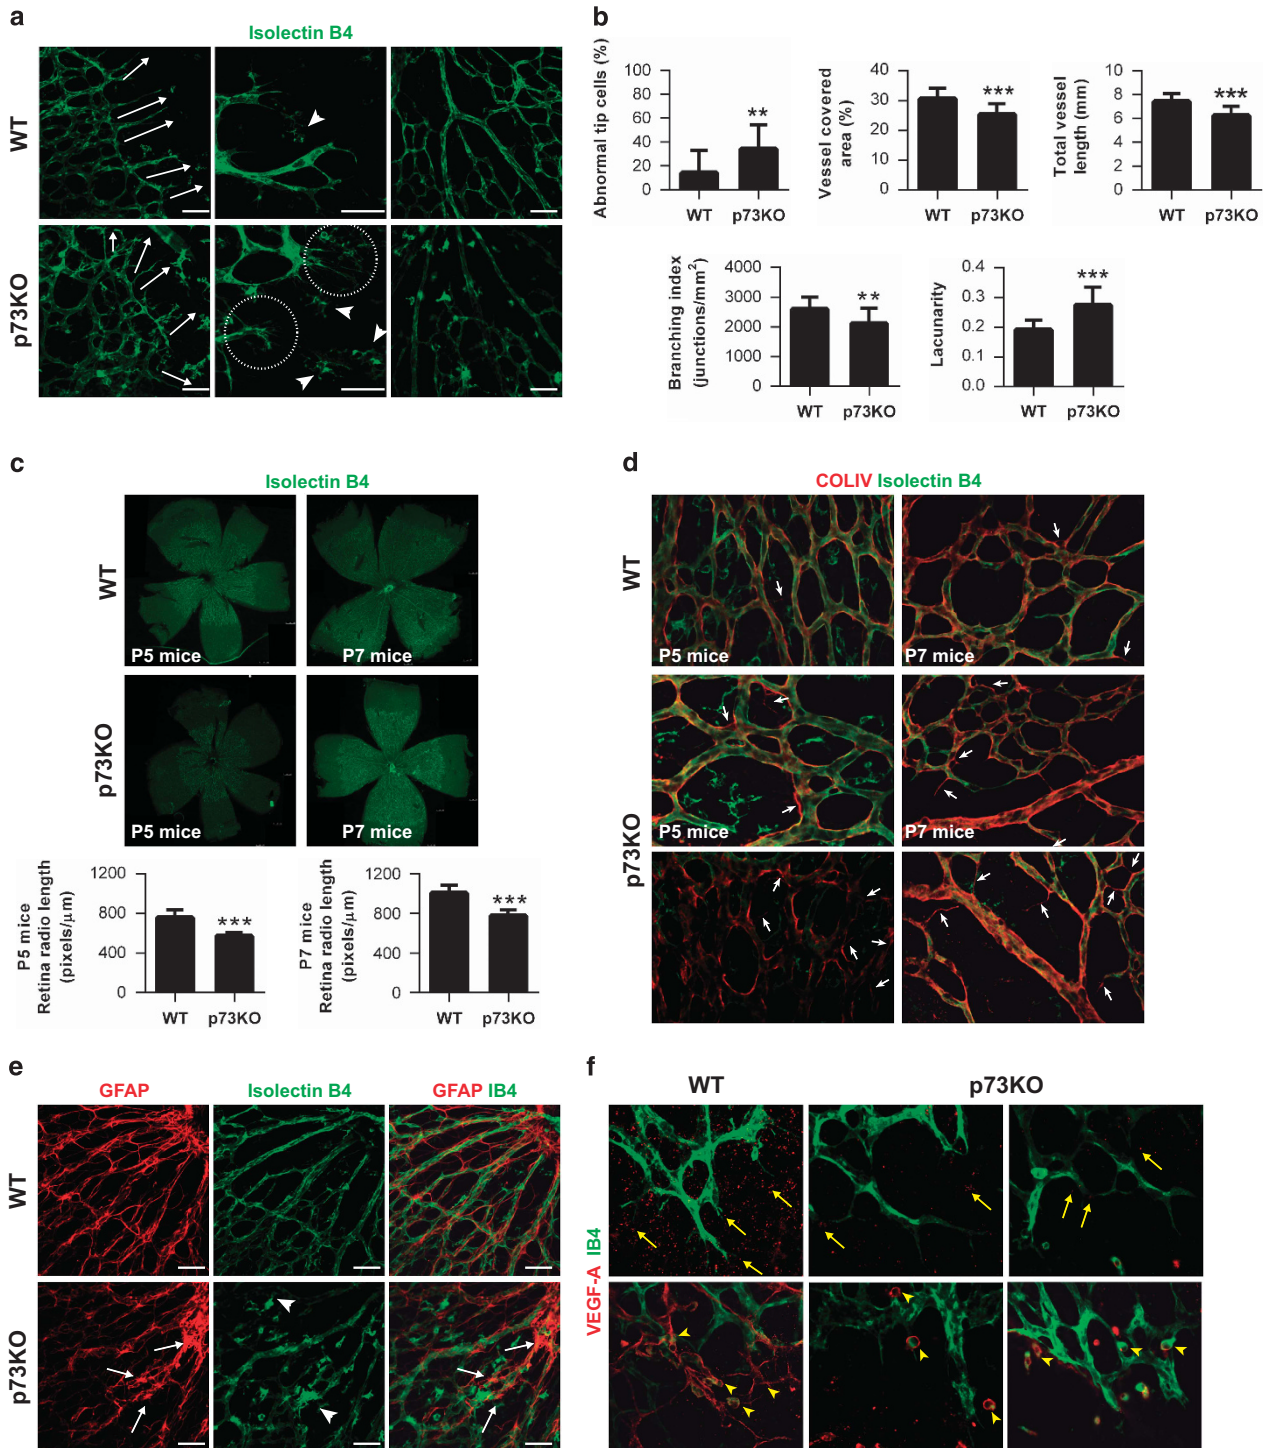 a
Isolectin B4
WT
p73KO
b
Abnormal tip cells (%)
100
80
60
40
20
0
**
WT p73KO
Vessel covered
area (%)
40
30
20
10
0
***
WT p73KO
Total vessel
length (mm)
10
8
6
4
2
0
***
WT p73KO
Branching index
(junctions/mm²)
4000
3000
2000
1000
0
**
WT p73KO
Lacunarity
0.4
0.3
0.2
0.1
0.0
***
WT p73KO
c
Isolectin B4
WT
P5 mice
P7 mice
p73KO
P5 mice
P7 mice
P5 mice
Retina radio length
(pixels/μm)
1200
800
400
0
***
WT p73KO
P7 mice
Retina radio length
(pixels/μm)
1200
800
400
0
***
WT p73KO
d
COLIV Isolectin B4
WT
P5 mice
P7 mice
p73KO
P5 mice
P7 mice
e
GFAP
Isolectin B4
GFAP IB4
WT
p73KO
f
WT
p73KO
VEGF-A IB4